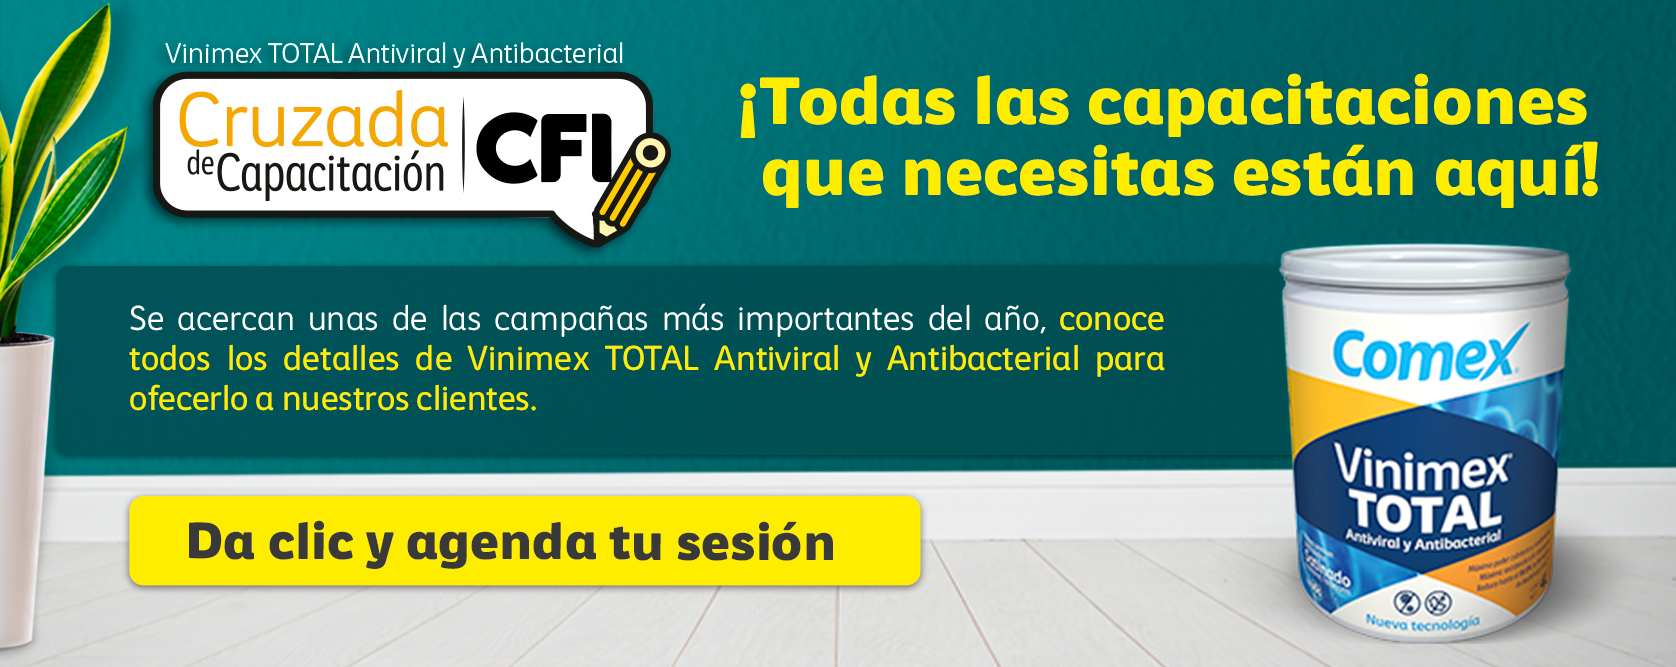 Vinimex TOTAL Antiviral y Antibacterial
Cruzada
de Capacitación
CFI
¡Todas las capacitaciones
que necesitas están aquí!
Se acercan unas de las campañas más importantes del año, conoce
todos los detalles de Vinimex TOTAL Antiviral y Antibacterial para
ofecerlo a nuestros clientes.
Da clic y agenda tu sesión
Comex
Vinimex
TOTAL
Antiviral y Antibacterial
Satinado
Nueva tecnología